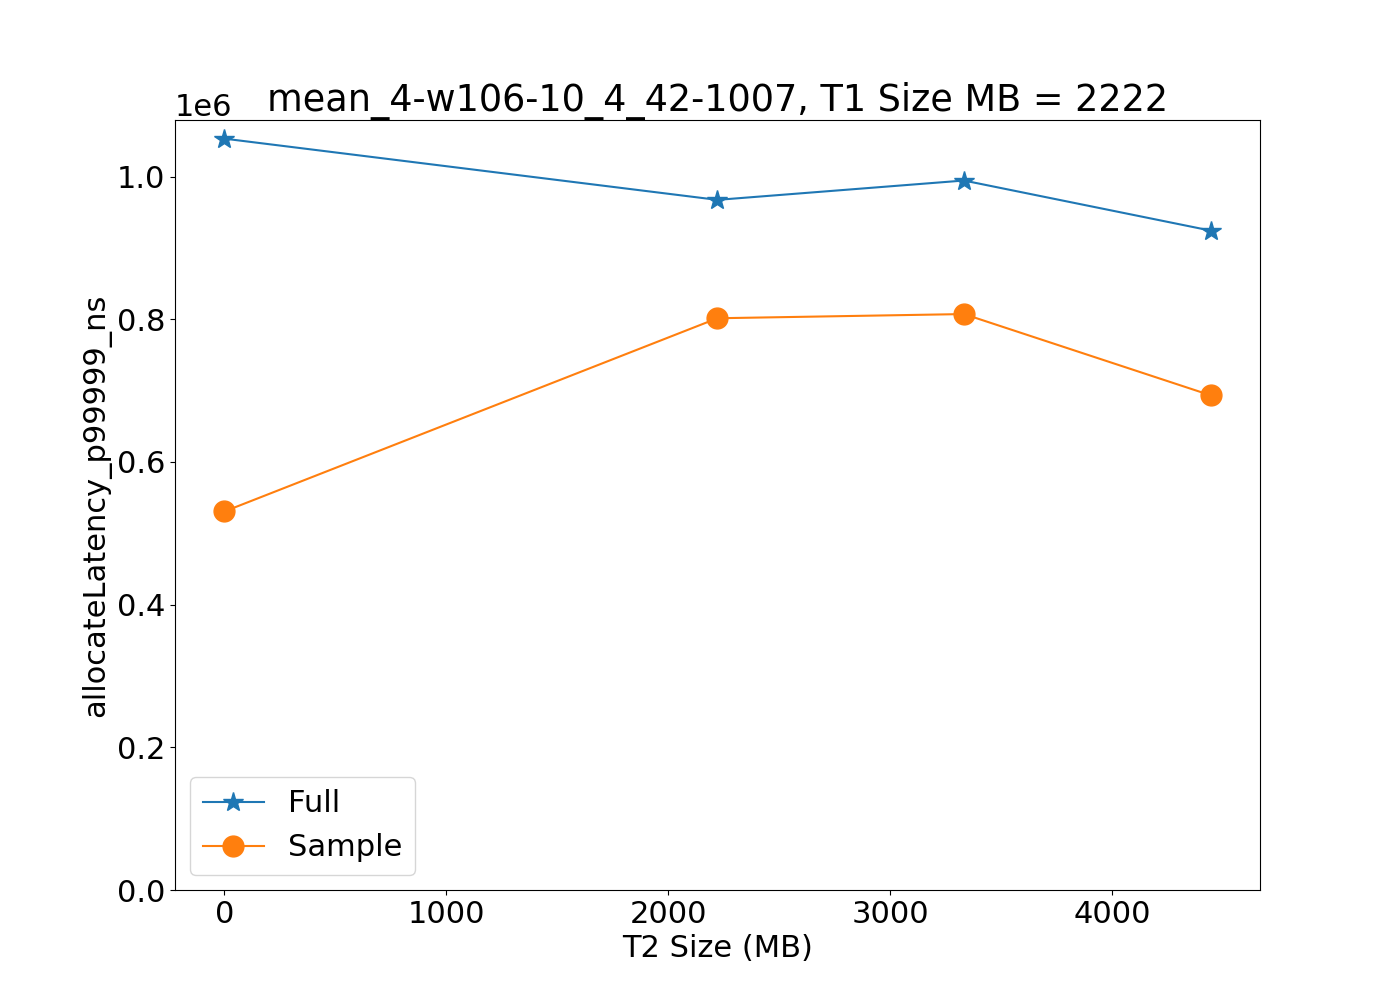 1e6
mean_4-w106-10_4_42-1007, T1 Size MB = 2222
1.0
0.8
0.6
0.4
0.2
0.0
allocateLatency_p99999_ns
Full
Sample
0 1000 2000 3000 4000
T2 Size (MB)